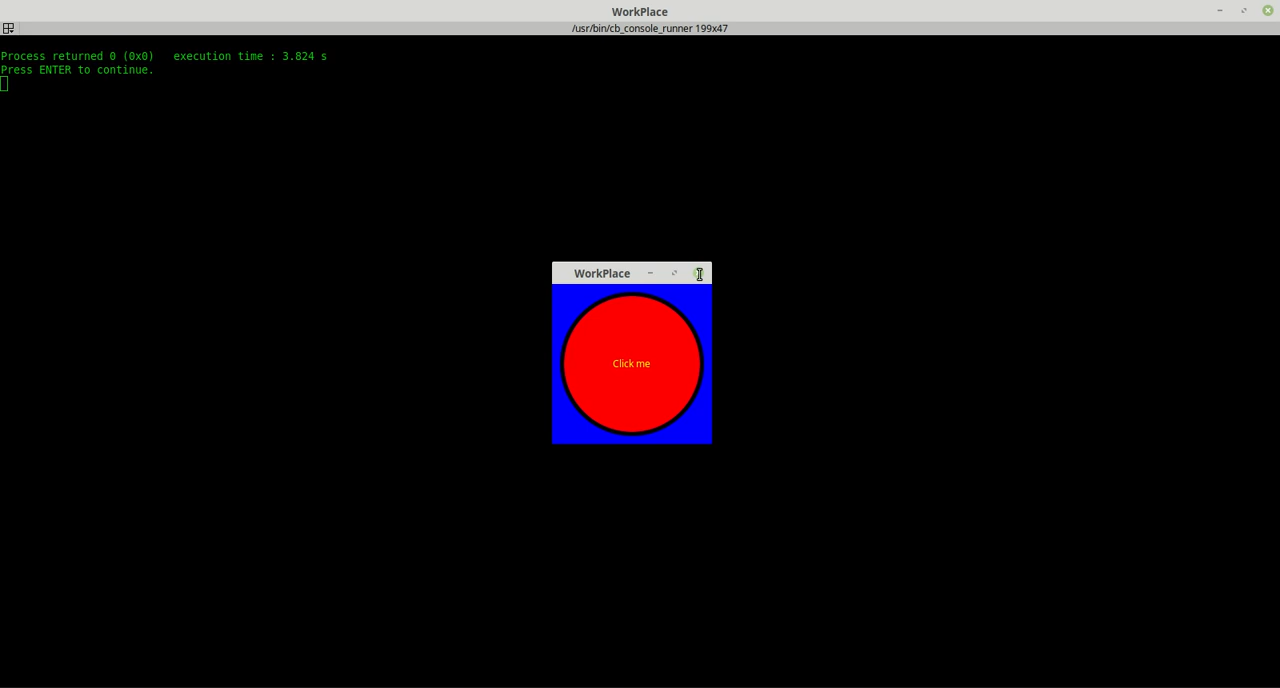 WorkPlace
/usr/bin/cb_console_runner 199x47
Process returned 0 (0x0)   execution time : 3.824 s
Press ENTER to continue.
WorkPlace
Click me